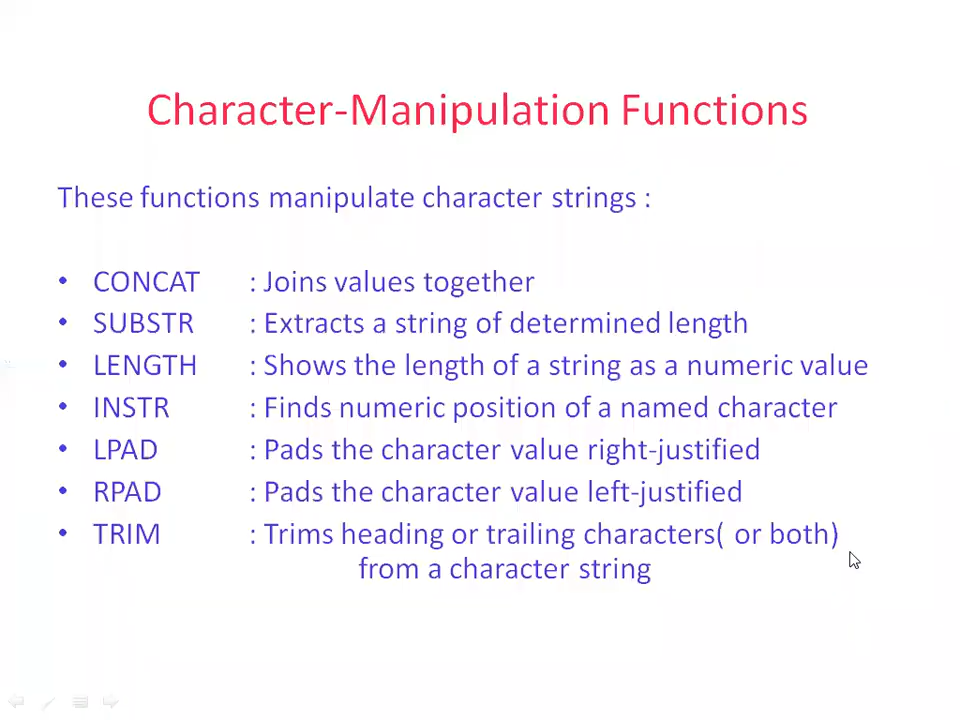 Character-Manipulation Functions
These functions manipulate character strings :
• CONCAT : Joins values together
• SUBSTR : Extracts a string of determined length
• LENGTH : Shows the length of a string as a numeric value
• INSTR : Finds numeric position of a named character
• LPAD : Pads the character value right-justified
• RPAD : Pads the character value left-justified
• TRIM : Trims heading or trailing characters( or both)
from a character string